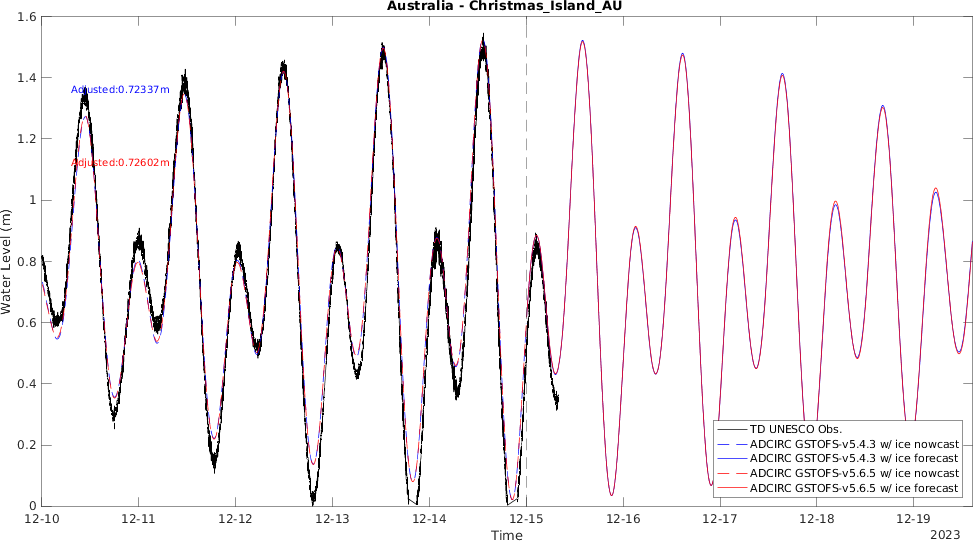 Australia - Christmas_Island_AU
1.6
1.4
1.2
1
0.8
0.6
0.4
0.2
0
Water Level (m)
Adjusted:0.72337m
Adjusted:0.72602m
TD UNESCO Obs.
ADCIRC GSTOFS-v5.4.3 w/ ice nowcast
ADCIRC GSTOFS-v5.4.3 w/ ice forecast
ADCIRC GSTOFS-v5.6.5 w/ ice nowcast
ADCIRC GSTOFS-v5.6.5 w/ ice forecast
12-10 12-11 12-12 12-13 12-14 12-15 12-16 12-17 12-18 12-19
Time
2023